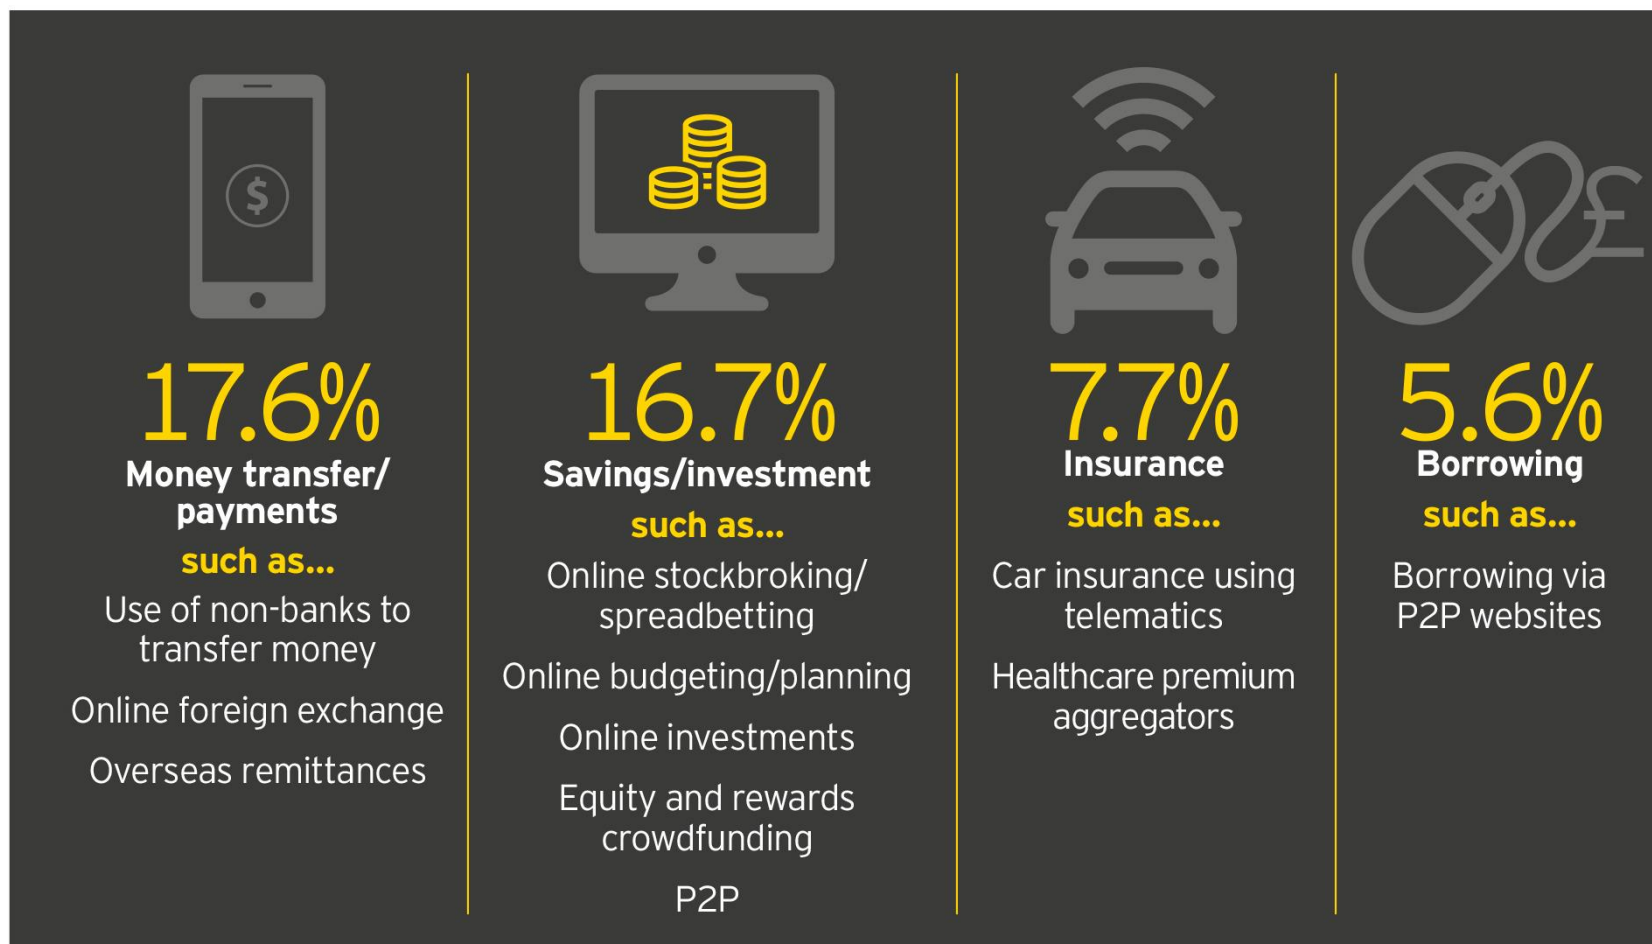 $
£
17.6%
Money transfer/
payments
such as...
Use of non-banks to
transfer money
Online foreign exchange
Overseas remittances
16.7%
Savings/investment
such as...
Online stockbroking/
spreadbetting
Online budgeting/planning
Online investments
Equity and rewards
crowdfunding
P2P
7.7%
Insurance
such as...
Car insurance using
telematics
Healthcare premium
aggregators
5.6%
Borrowing
such as...
Borrowing via
P2P websites